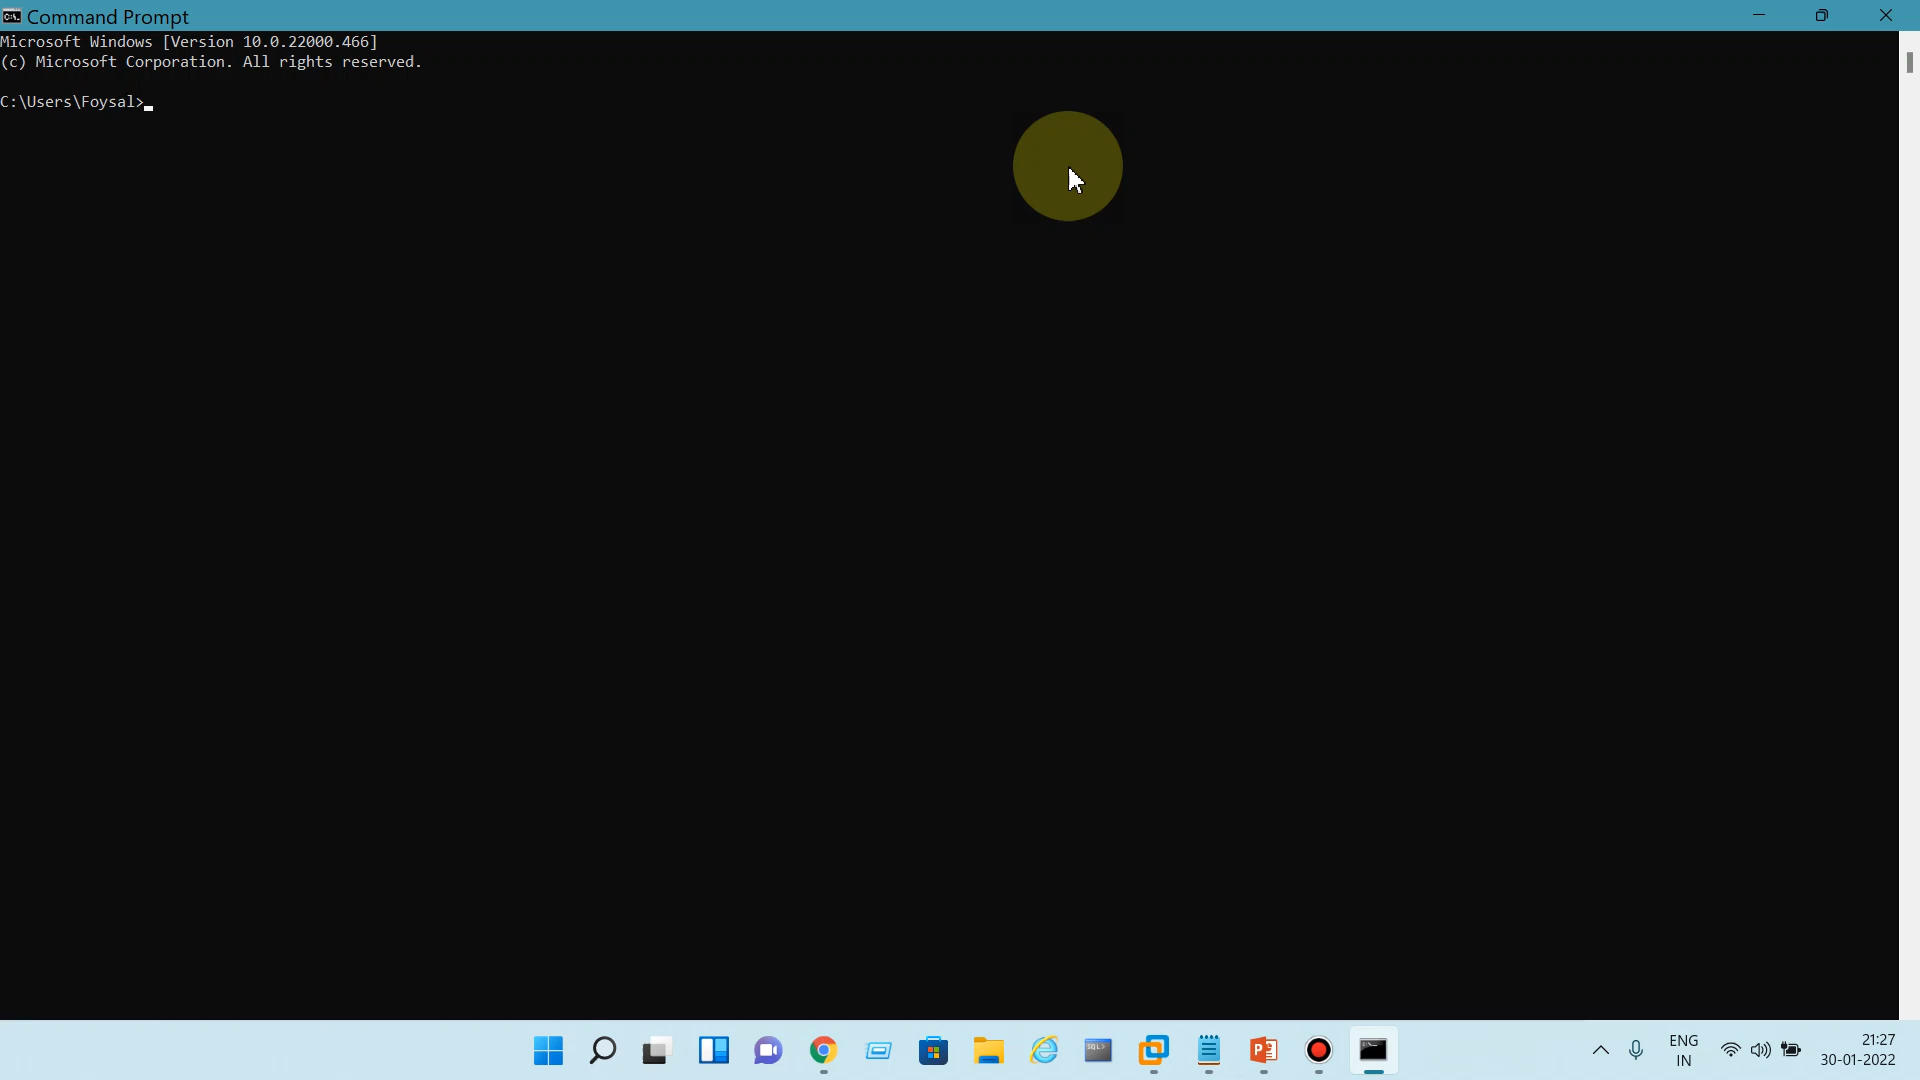 Command Prompt
Microsoft Windows [Version 10.0.22000.466]
(c) Microsoft Corporation. All rights reserved.
C:\Users\Foysal>
ENG
IN
21:27
30-01-2022
SQL>